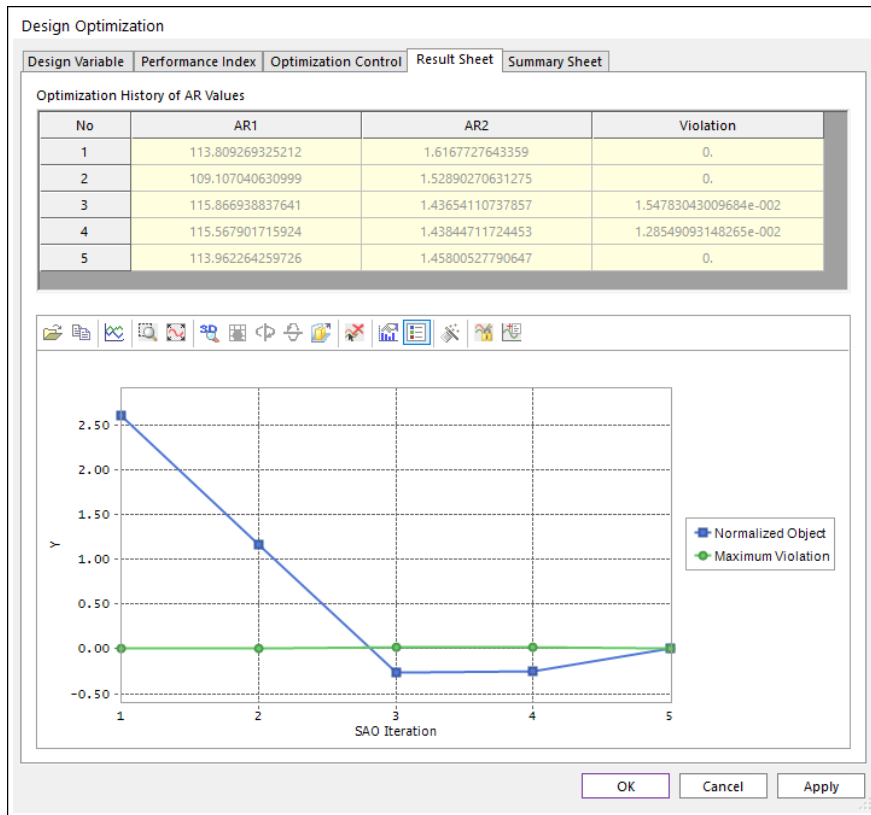 Design Optimization
Design Variable Performance Index Optimization Control Result Sheet Summary Sheet
Optimization History of AR Values
No AR1 AR2 Violation
1 113.809269325212 1.6167727643359 0.
2 109.107040630999 1.52890270631275 0.
3 115.866938837641 1.43654110737857 1.54783043009684e-002
4 115.567901715924 1.43844711724453 1.28549093148265e-002
5 113.962264259726 1.45800527790647 0.
3D
2.50
2.00
1.50
Y
1.00
0.50
0.00
-0.50
Normalized Object
Maximum Violation
1 2 3 4 5
SAO Iteration
OK Cancel Apply